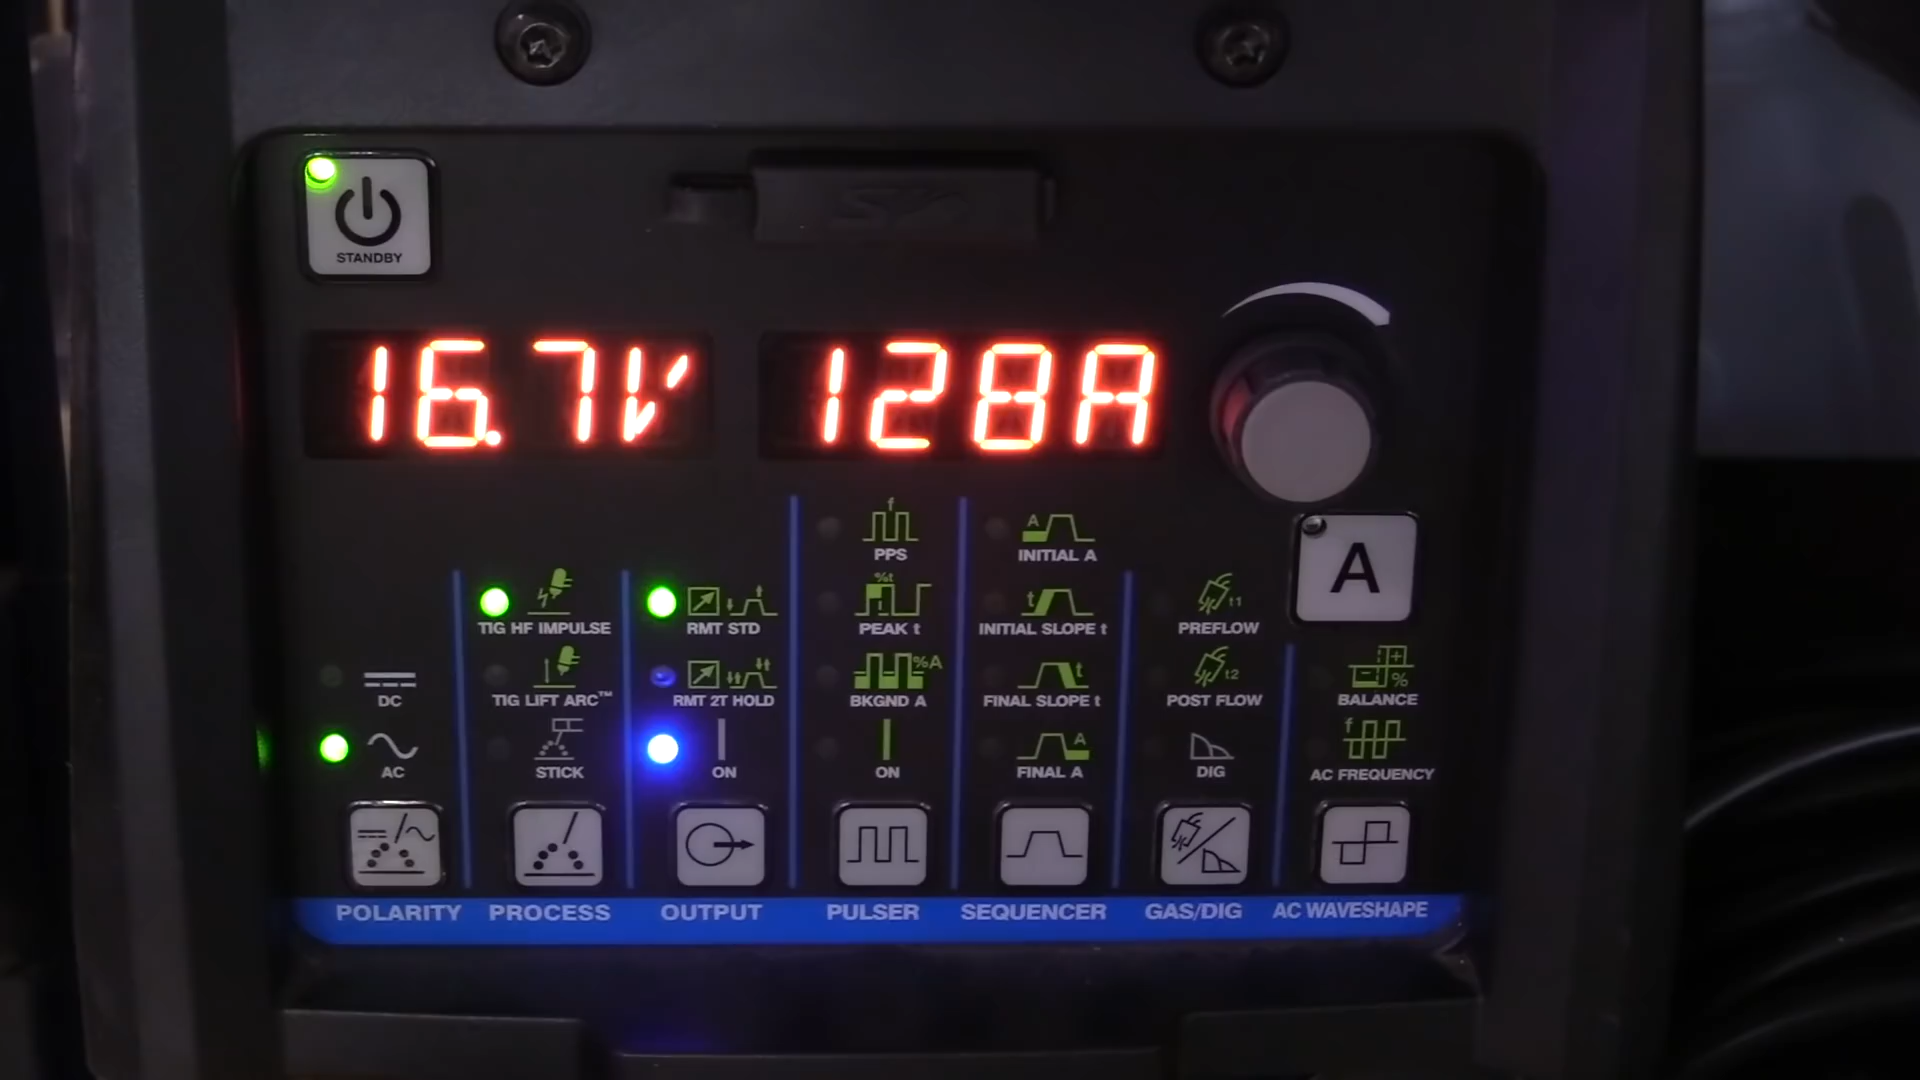 STANDBY
16.7V 128A
A
f
PPS
A
INITIAL A
TIG HF IMPULSE
RMT STD
%t
PEAK t
t
INITIAL SLOPE t
t1
PREFLOW
DC
TIG LIFT ARC™
RMT 2T HOLD
%A
BKGND A
t
FINAL SLOPE t
t2
POST FLOW
+
- %
BALANCE
AC
STICK
ON
ON
A
FINAL A
DIG
f
AC FREQUENCY
POLARITY PROCESS OUTPUT PULSER SEQUENCER GAS/DIG AC WAVESHAPE